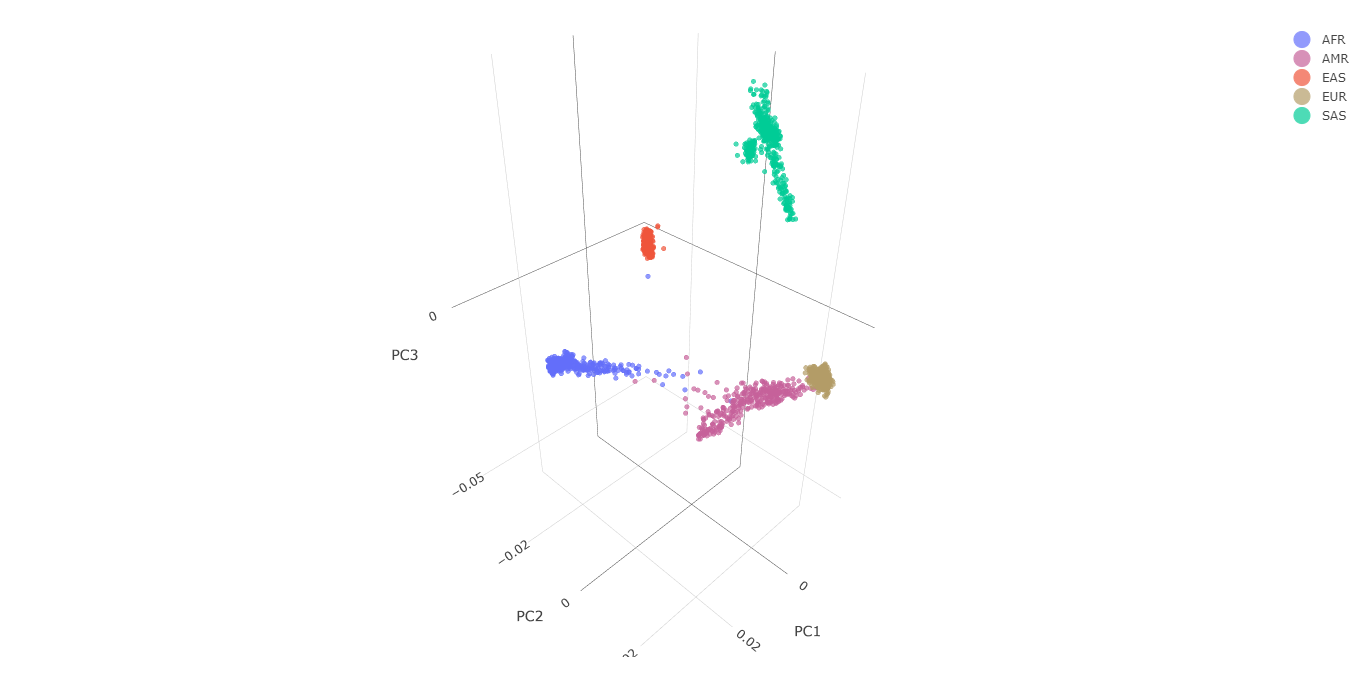 AFR
AMR
EAS
EUR
SAS
0
PC3
−0.05
−0.02
0
PC2
0
PC1
0.02